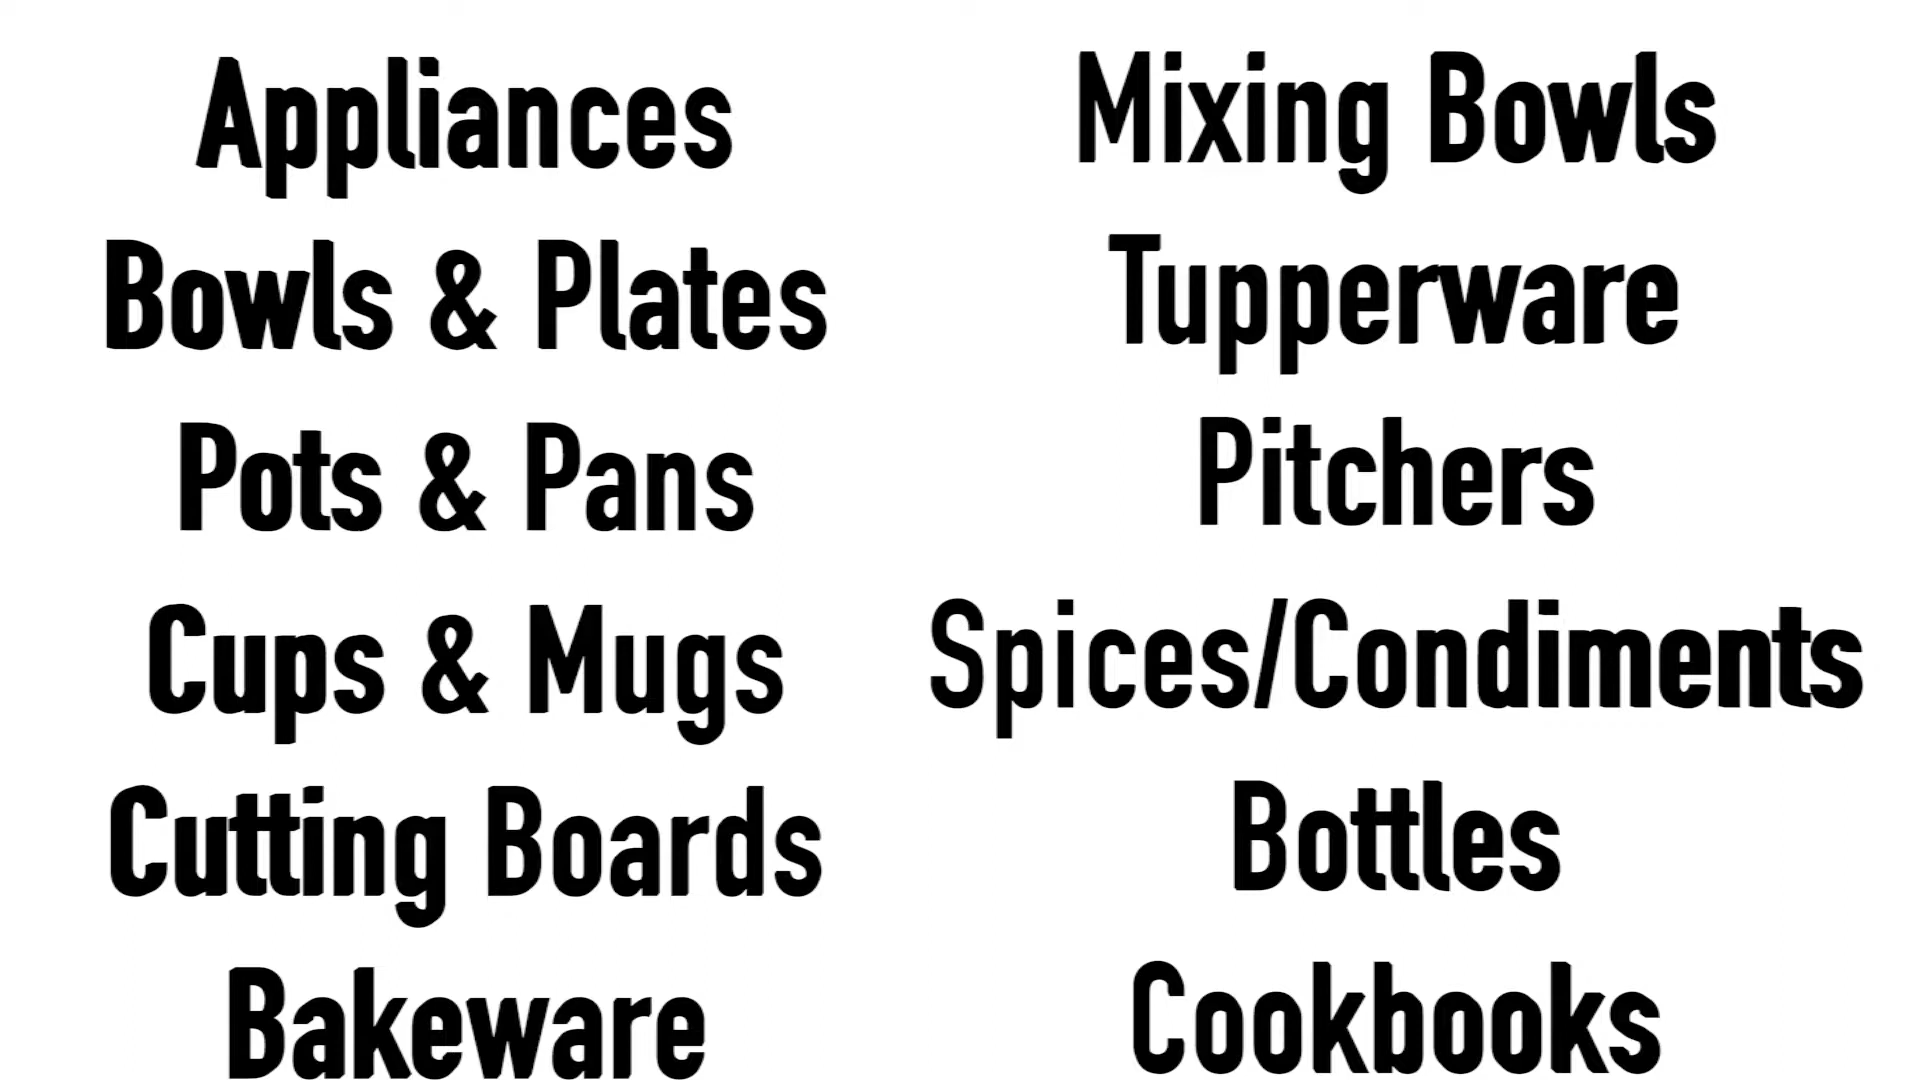 Appliances
Bowls & Plates
Pots & Pans
Cups & Mugs
Cutting Boards
Bakeware
Mixing Bowls
Tupperware
Pitchers
Spices/Condiments
Bottles
Cookbooks